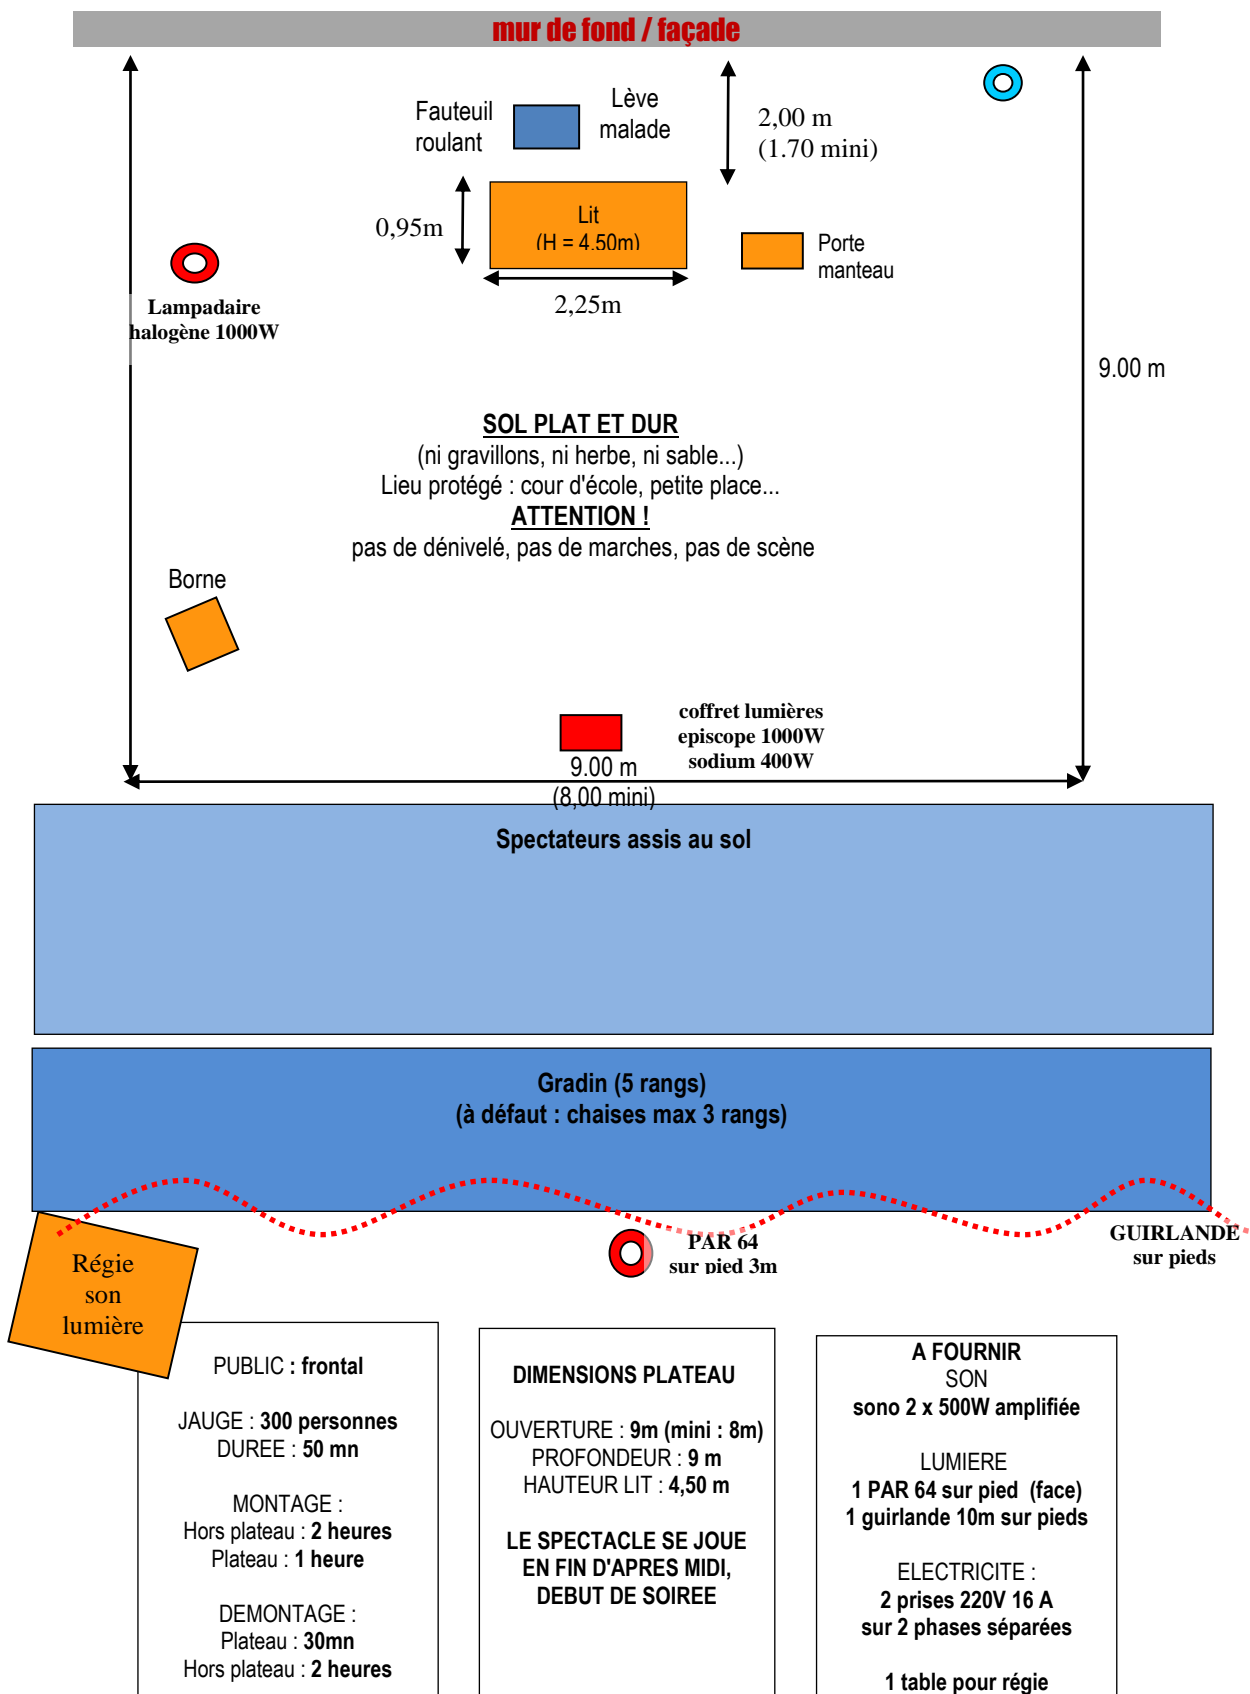 mur de fond / façade
Fauteuil
roulant
Lève
malade
2,00 m
(1.70 mini)
0,95m
Lit
(H = 4.50m)
Porte
manteau
2,25m
Lampadaire
halogène 1000W
9.00 m
SOL PLAT ET DUR
(ni gravillons, ni herbe, ni sable...)
Lieu protégé : cour d'école, petite place...
ATTENTION !
pas de dénivelé, pas de marches, pas de scène
Borne
coffret lumières
episcope 1000W
sodium 400W
9.00 m
(8,00 mini)
Spectateurs assis au sol
Gradin (5 rangs)
(à défaut : chaises max 3 rangs)
GUIRLANDE
sur pieds
PAR 64
sur pied 3m
Régie
son
lumière
PUBLIC : frontal
JAUGE : 300 personnes
DUREE : 50 mn
MONTAGE :
Hors plateau : 2 heures
Plateau : 1 heure
DEMONTAGE :
Plateau : 30mn
Hors plateau : 2 heures
DIMENSIONS PLATEAU
OUVERTURE : 9m (mini : 8m)
PROFONDEUR : 9 m
HAUTEUR LIT : 4,50 m
LE SPECTACLE SE JOUE
EN FIN D'APRES MIDI,
DEBUT DE SOIREE
A FOURNIR
SON
sono 2 x 500W amplifiée
LUMIERE
1 PAR 64 sur pied (face)
1 guirlande 10m sur pieds
ELECTRICITE :
2 prises 220V 16 A
sur 2 phases séparées
1 table pour régie